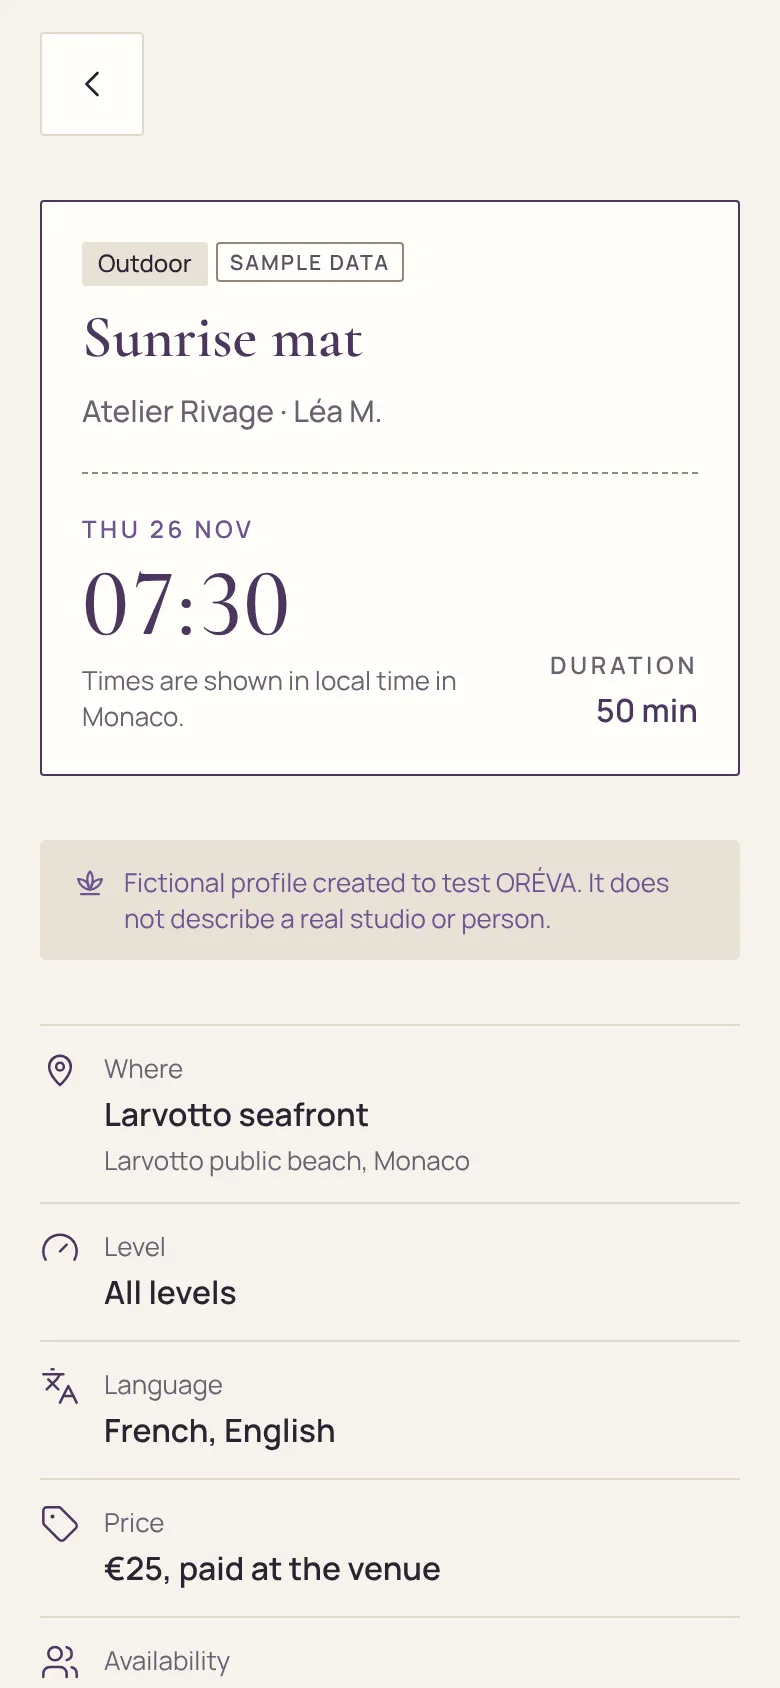 Outdoor
SAMPLE DATA
Sunrise mat
Atelier Rivage · Léa M.
THU 26 NOV
07:30
Times are shown in local time in
Monaco.
DURATION
50 min
Fictional profile created to test ORÉVA. It does
not describe a real studio or person.
Where
Larvotto seafront
Larvotto public beach, Monaco
Level
All levels
Language
French, English
Price
€25, paid at the venue
Availability